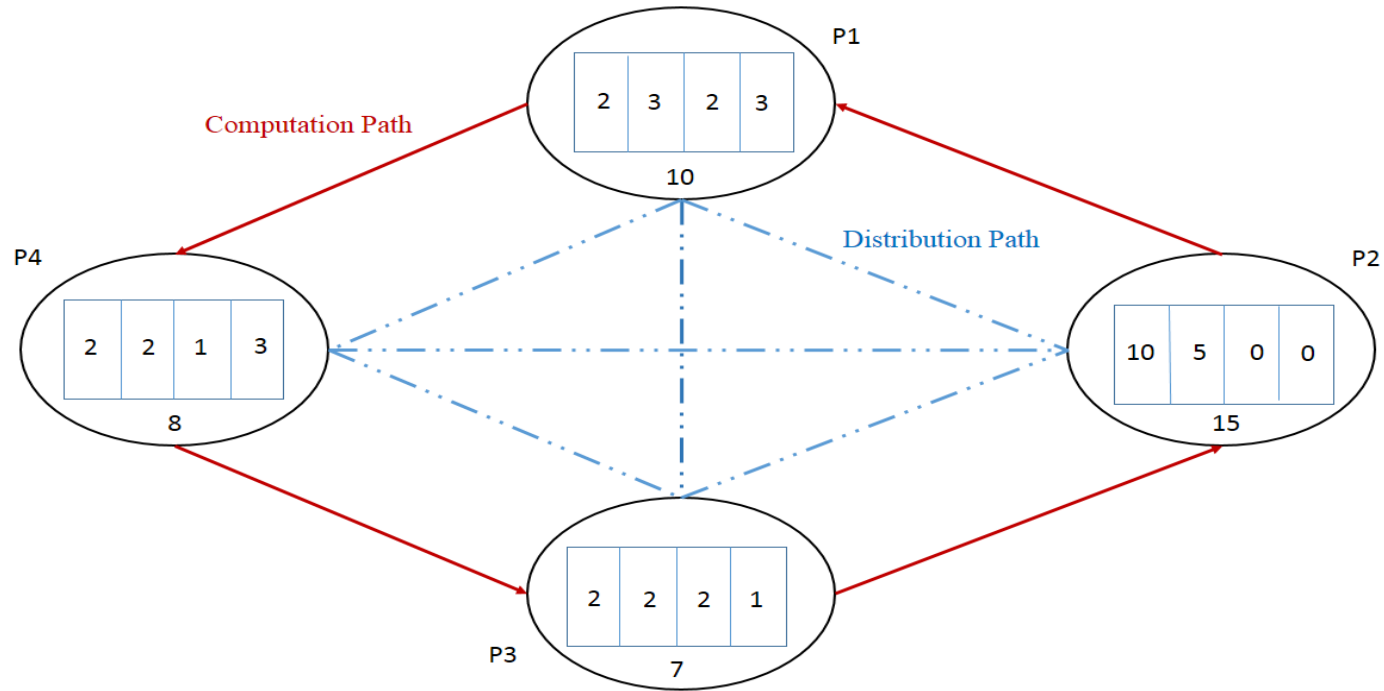 P1
2 3 2 3
10
Computation Path
Distribution Path
P4
2 2 1 3
8
P2
10 5 0 0
15
P3
2 2 2 1
7